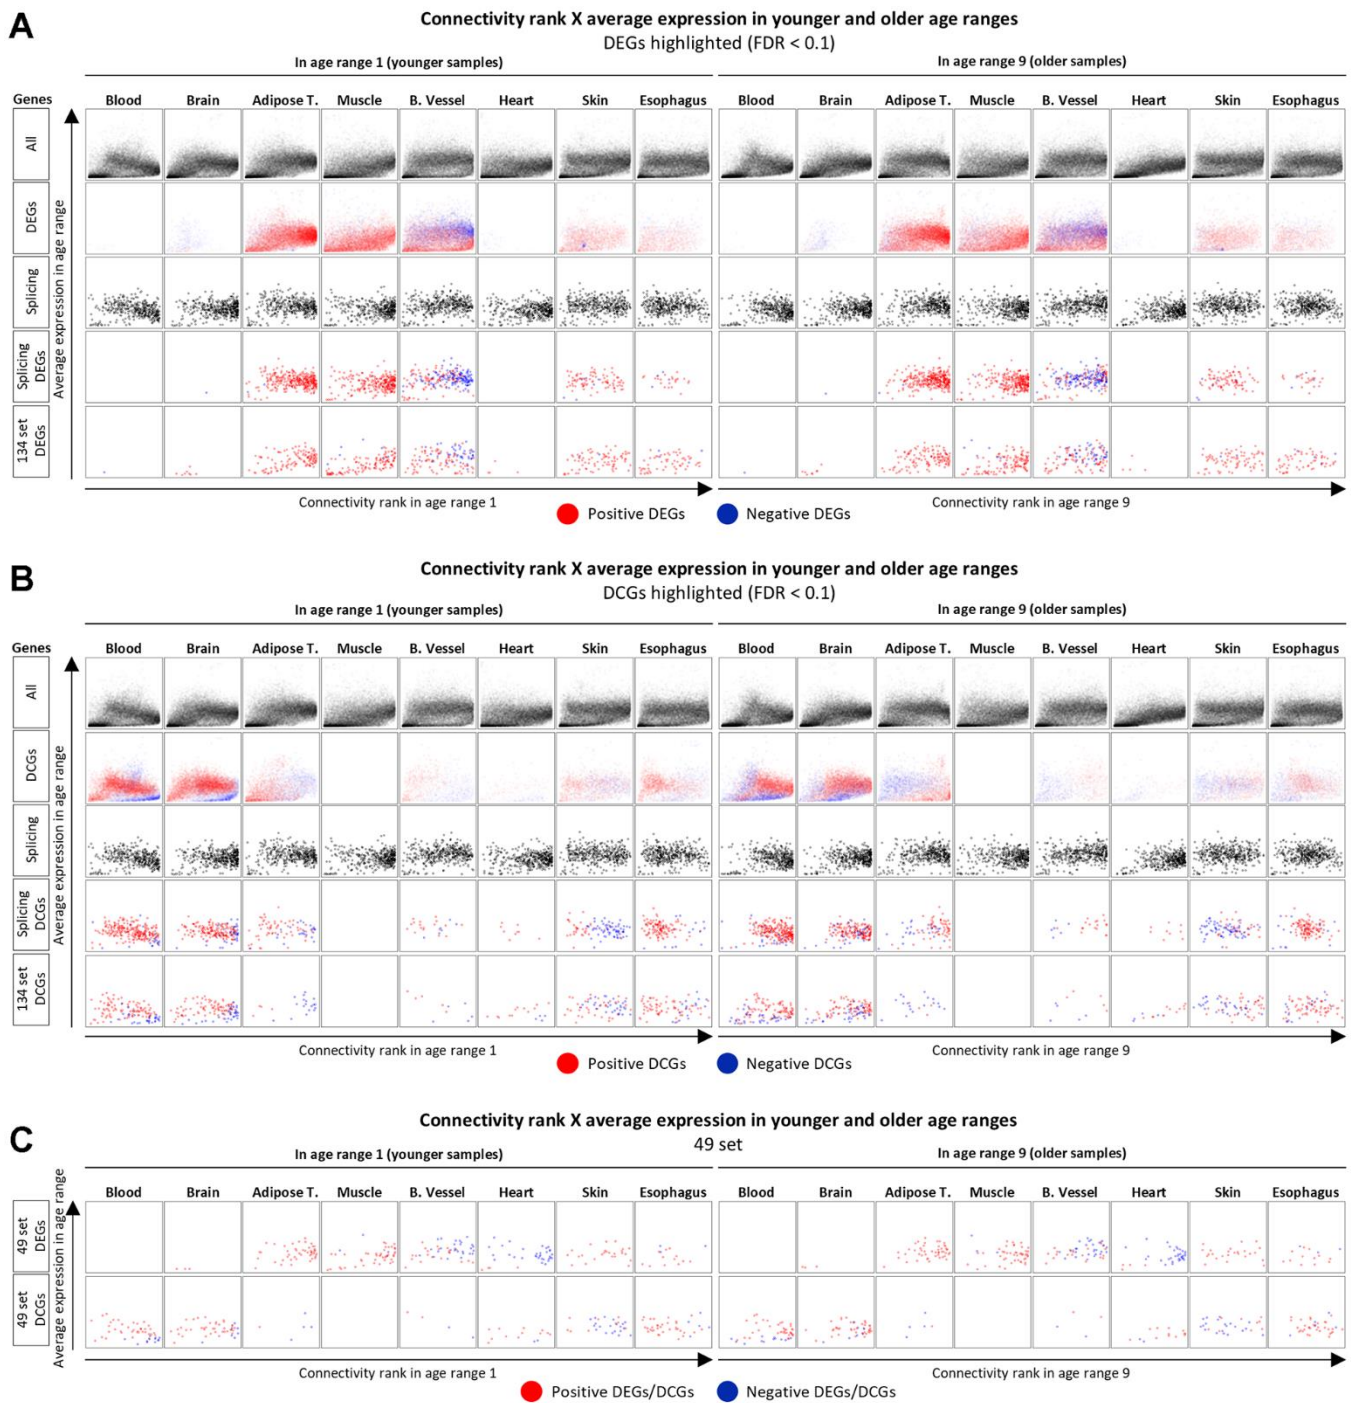 A
Connectivity rank X average expression in younger and older age ranges
DEGs highlighted (FDR < 0.1)
In age range 1 (younger samples)
In age range 9 (older samples)
Genes
Blood Brain Adipose T. Muscle B. Vessel Heart Skin Esophagus
Blood Brain Adipose T. Muscle B. Vessel Heart Skin Esophagus
All
DEGs
Splicing
Splicing
DEGs
134 set
DEGs
Average expression in age range
Connectivity rank in age range 1
Connectivity rank in age range 9
Positive DEGs
Negative DEGs
B
Connectivity rank X average expression in younger and older age ranges
DCGs highlighted (FDR < 0.1)
In age range 1 (younger samples)
In age range 9 (older samples)
Genes
Blood Brain Adipose T. Muscle B. Vessel Heart Skin Esophagus
Blood Brain Adipose T. Muscle B. Vessel Heart Skin Esophagus
All
DCGs
Splicing
Splicing
DCGs
134 set
DCGs
Average expression in age range
Connectivity rank in age range 1
Connectivity rank in age range 9
Positive DCGs
Negative DCGs
C
Connectivity rank X average expression in younger and older age ranges
49 set
In age range 1 (younger samples)
In age range 9 (older samples)
Blood Brain Adipose T. Muscle B. Vessel Heart Skin Esophagus
Blood Brain Adipose T. Muscle B. Vessel Heart Skin Esophagus
49 set
DEGs
49 set
DCGs
Average expression in age range
Connectivity rank in age range 1
Connectivity rank in age range 9
Positive DEGs/DCGs
Negative DEGs/DCGs